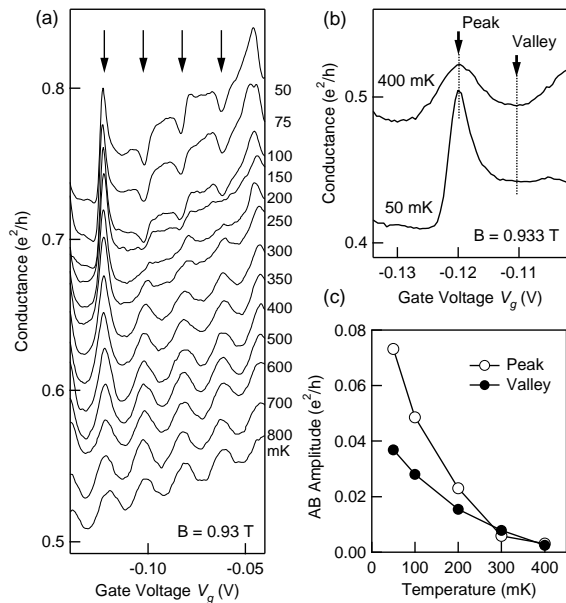 (a)
Conductance (e²/h)
0.8
0.7
0.6
0.5
50
75
100
150
200
250
300
350
400
500
600
700
800
mK
B = 0.93 T
-0.10
-0.05
Gate Voltage Vg (V)
(b)
Peak
Valley
Conductance (e²/h)
0.5
0.4
400 mK
50 mK
B = 0.933 T
-0.13
-0.12
-0.11
Gate Voltage Vg (V)
(c)
AB Amplitude (e²/h)
0.08
0.06
0.04
0.02
0.00
Peak
Valley
0 100 200 300 400
Temperature (mK)